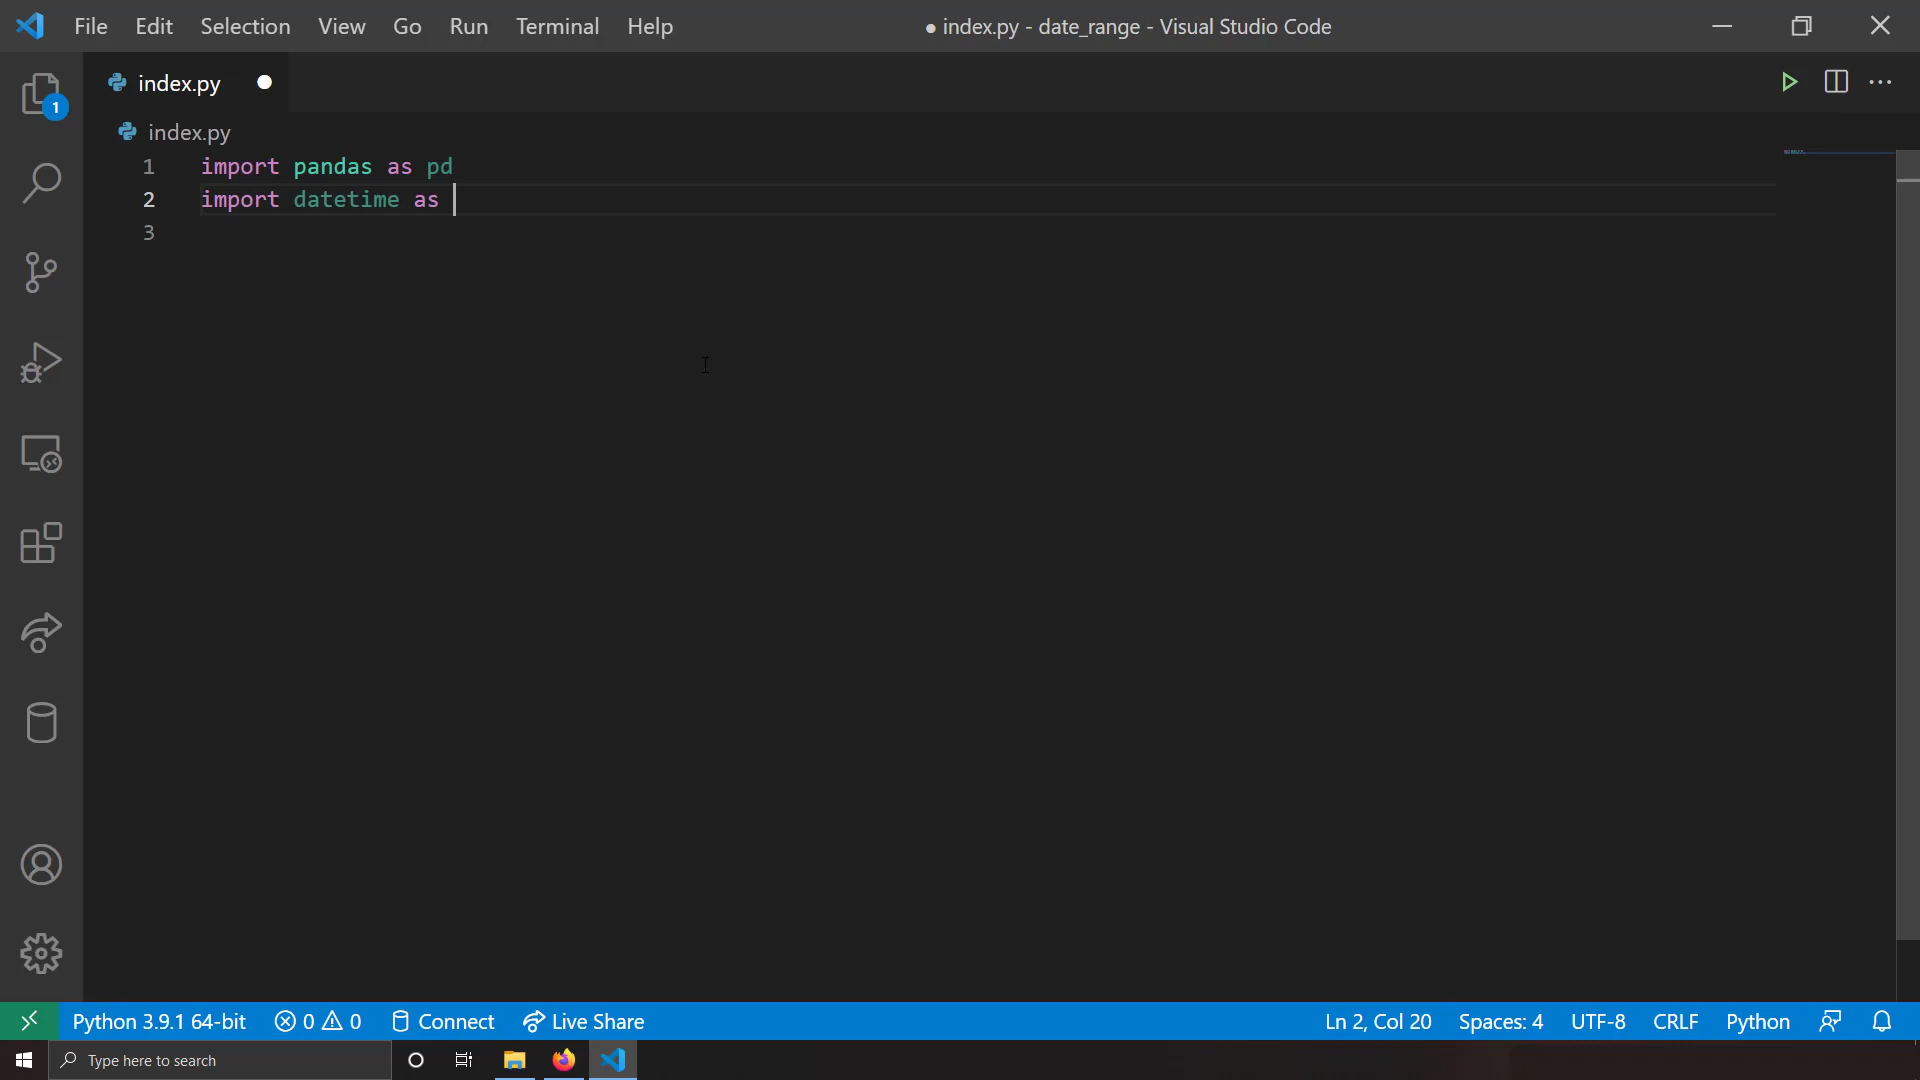 File Edit Selection View Go Run Terminal Help
● index.py - date_range - Visual Studio Code
index.py
index.py
1 import pandas as pd
2 import datetime as
3
1
Python 3.9.1 64-bit 0 0 Connect Live Share
Ln 2, Col 20 Spaces: 4 UTF-8 CRLF Python
Type here to search